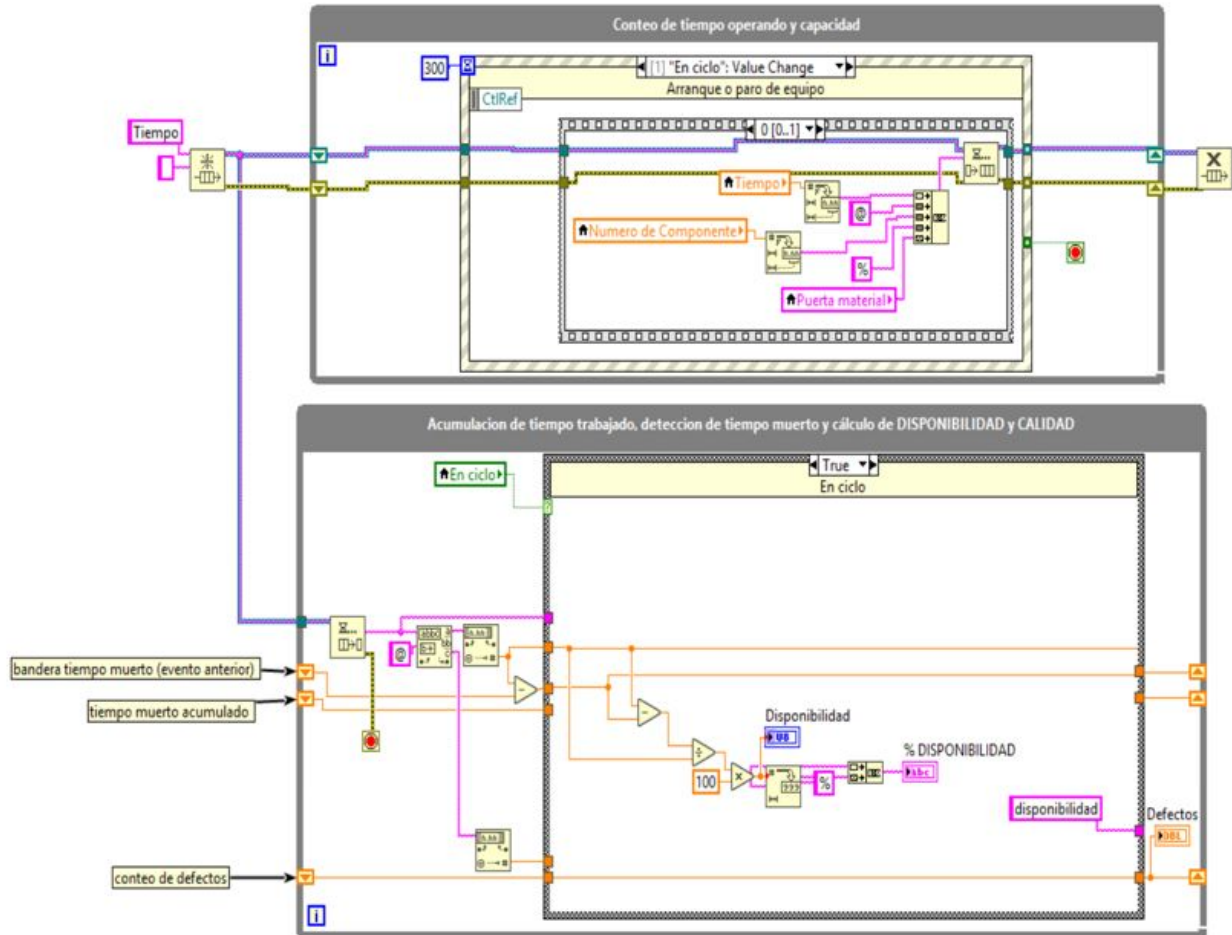 Conteo de tiempo operando y capacidad
i
300
[1] "En ciclo": Value Change
Arranque o paro de equipo
CtlRef
0 [0..1]
Tiempo
Tiempo
@
Numero de Componente
%
Puerta material
Acumulacion de tiempo trabajado, deteccion de tiempo muerto y cálculo de DISPONIBILIDAD y CALIDAD
En ciclo
True
En ciclo
@
bandera tiempo muerto (evento anterior)
tiempo muerto acumulado
Disponibilidad
U8
% DISPONIBILIDAD
abc
100
%
disponibilidad
Defectos
DBL
conteo de defectos
i